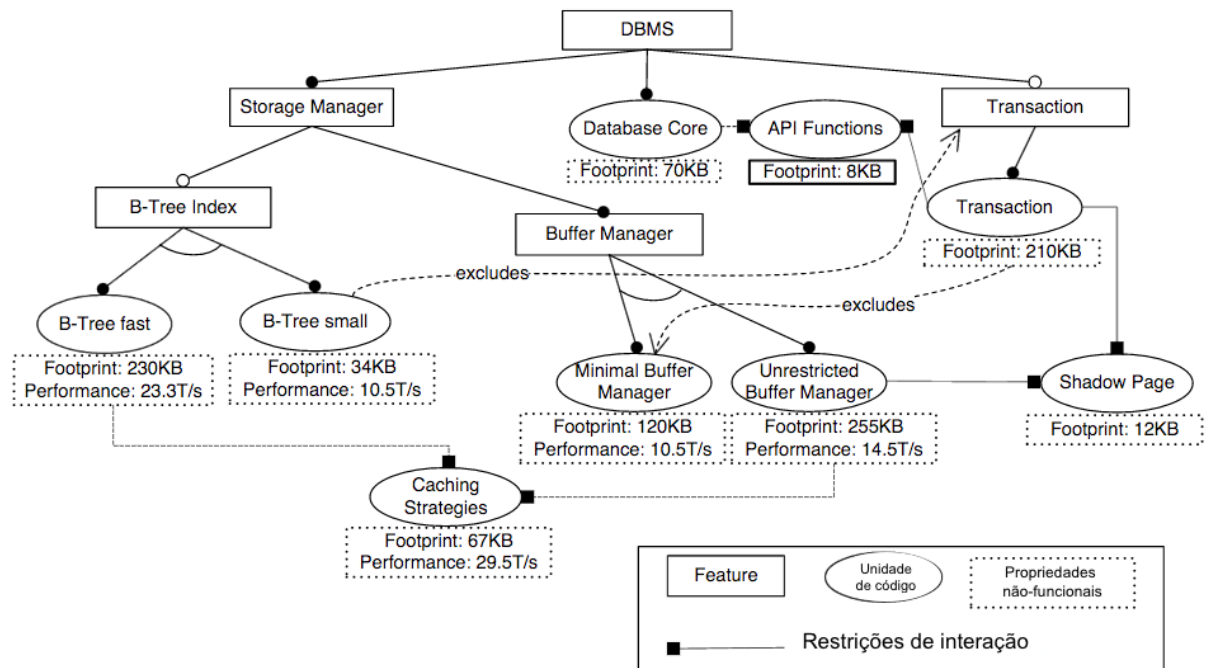 DBMS
Storage Manager
Transaction
Database Core
API Functions
Footprint: 70KB
Footprint: 8KB
B-Tree Index
Buffer Manager
Transaction
Footprint: 210KB
excludes
excludes
B-Tree fast
B-Tree small
Footprint: 230KB
Performance: 23.3T/s
Footprint: 34KB
Performance: 10.5T/s
Minimal Buffer
Manager
Unrestricted
Buffer Manager
Shadow Page
Footprint: 120KB
Performance: 10.5T/s
Footprint: 255KB
Performance: 14.5T/s
Footprint: 12KB
Caching
Strategies
Footprint: 67KB
Performance: 29.5T/s
Feature
Unidade
de código
Propriedades
não-funcionais
Restrições de interação